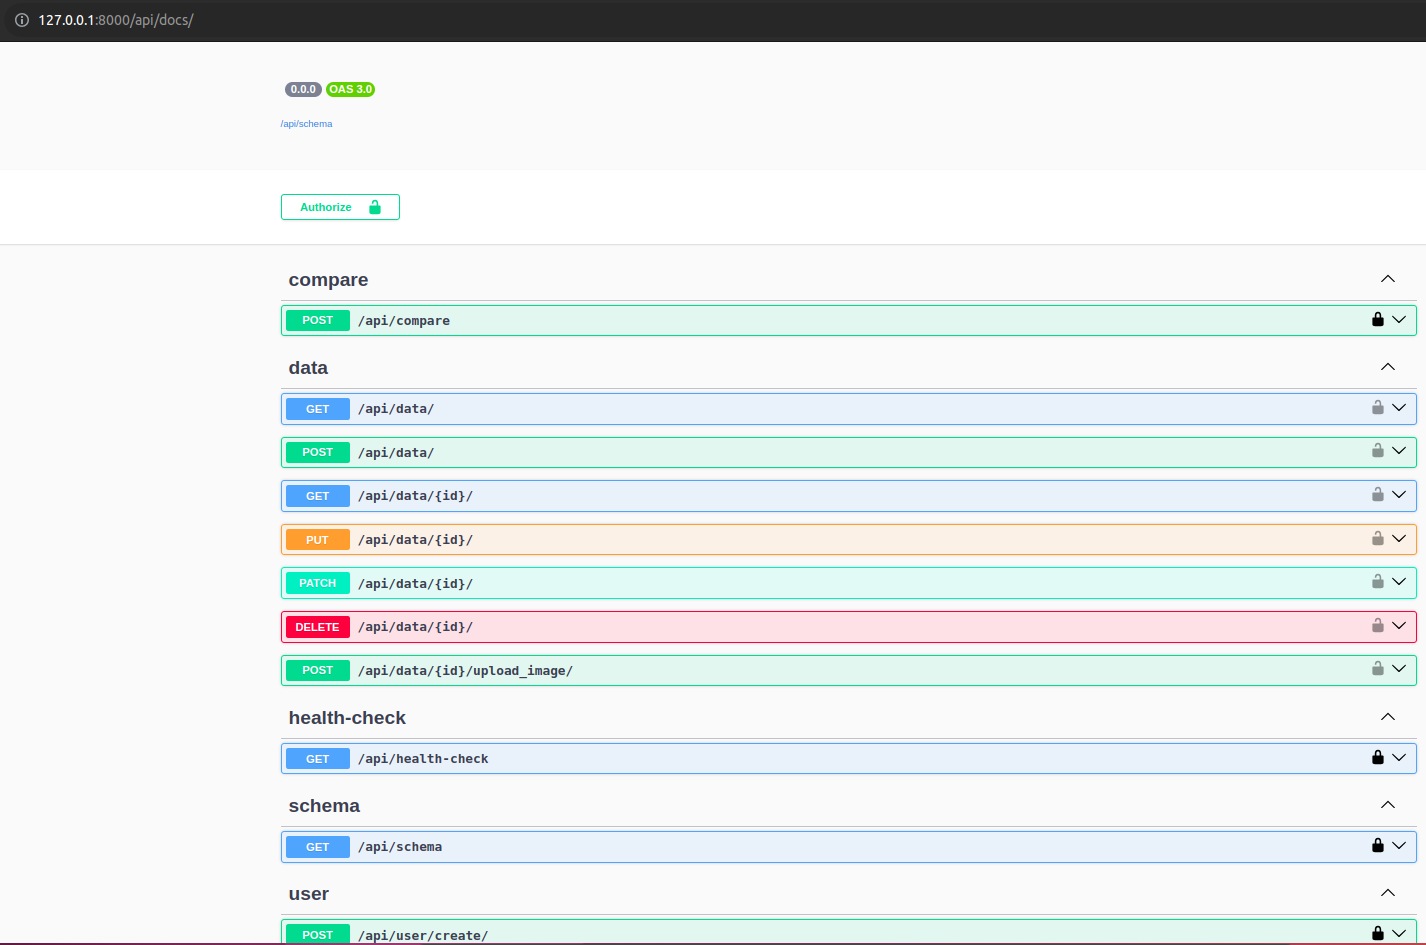 127.0.0.1:8000/api/docs/
0.0.0 OAS 3.0
/api/schema
Authorize
compare
POST /api/compare
data
GET /api/data/
POST /api/data/
GET /api/data/{id}/
PUT /api/data/{id}/
PATCH /api/data/{id}/
DELETE /api/data/{id}/
POST /api/data/{id}/upload_image/
health-check
GET /api/health-check
schema
GET /api/schema
user
POST /api/user/create/